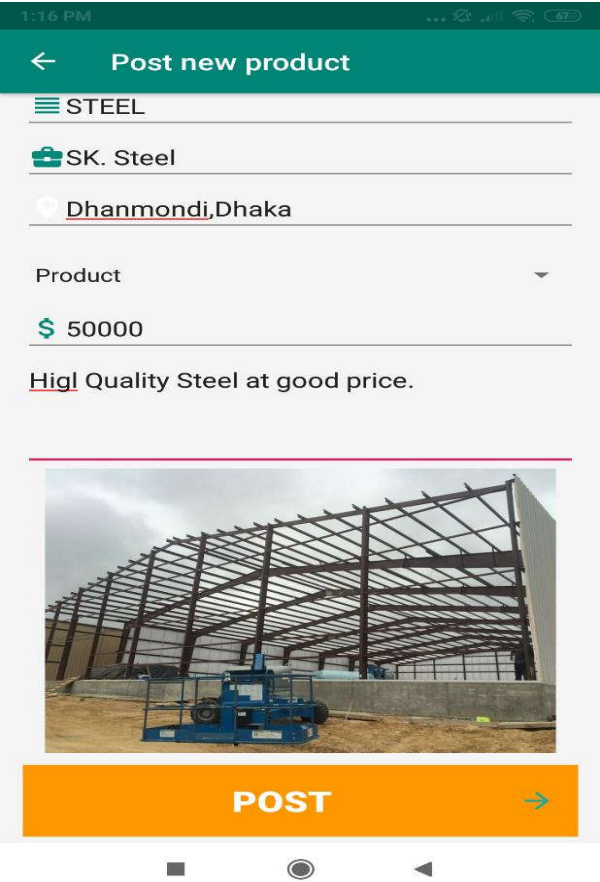 1:16 PM
67
Post new product
STEEL
SK. Steel
Dhanmondi,Dhaka
Product
$ 50000
Higl Quality Steel at good price.
POST